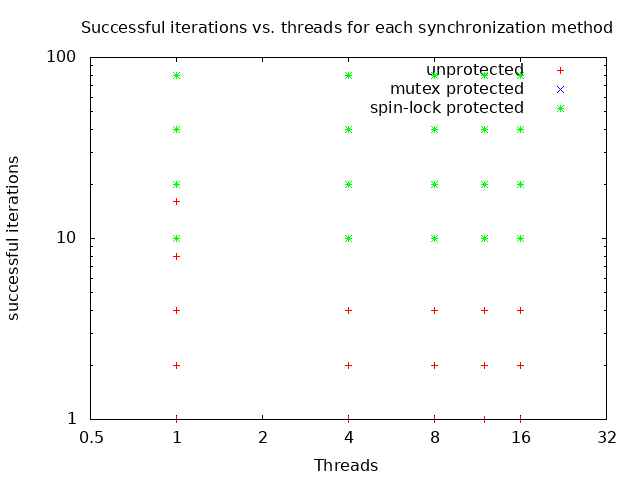 Successful iterations vs. threads for each synchronization method
100
unprotected
mutex protected
spin-lock protected
10
1
successful iterations
0.5 1 2 4 8 16 32
Threads